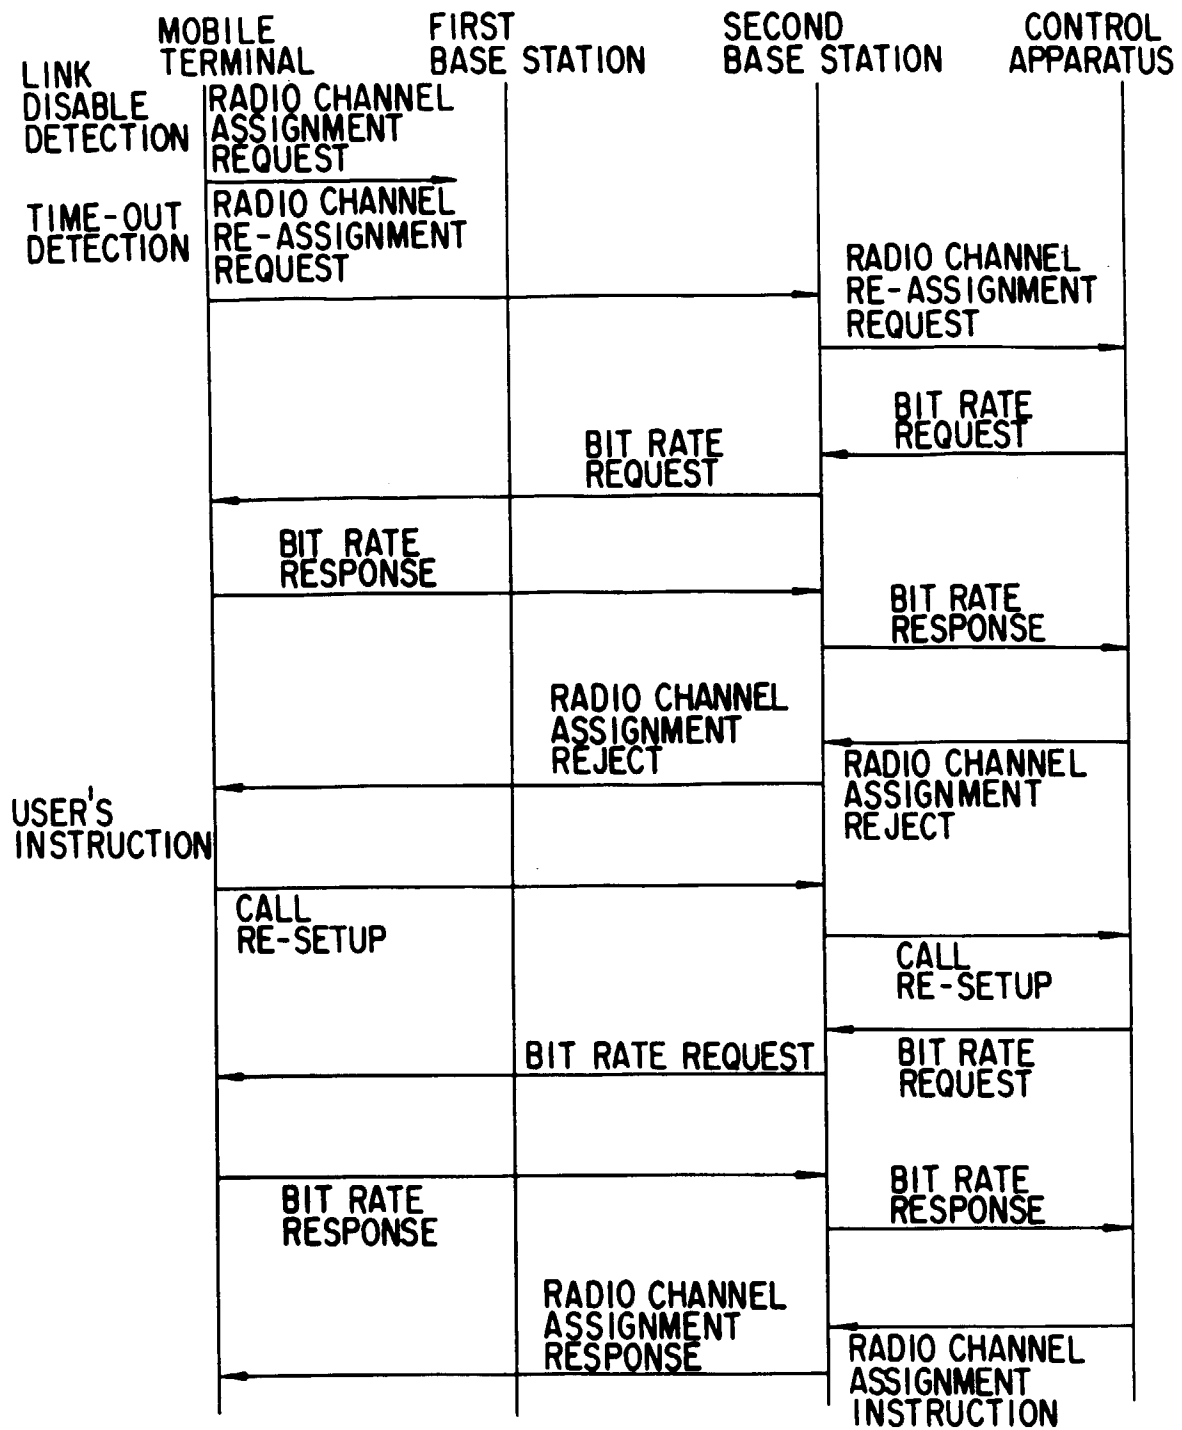 MOBILE
TERMINAL
FIRST
BASE STATION
SECOND
BASE STATION
CONTROL
APPARATUS
LINK
DISABLE
DETECTION
RADIO CHANNEL
ASSIGNMENT
REQUEST
TIME-OUT
DETECTION
RADIO CHANNEL
RE-ASSIGNMENT
REQUEST
RADIO CHANNEL
RE-ASSIGNMENT
REQUEST
BIT RATE
REQUEST
BIT RATE
REQUEST
BIT RATE
RESPONSE
BIT RATE
RESPONSE
RADIO CHANNEL
ASSIGNMENT
REJECT
RADIO CHANNEL
ASSIGNMENT
REJECT
USER'S
INSTRUCTION
CALL
RE-SETUP
CALL
RE-SETUP
BIT RATE REQUEST
BIT RATE
REQUEST
BIT RATE
RESPONSE
BIT RATE
RESPONSE
RADIO CHANNEL
ASSIGNMENT
RESPONSE
RADIO CHANNEL
ASSIGNMENT
INSTRUCTION